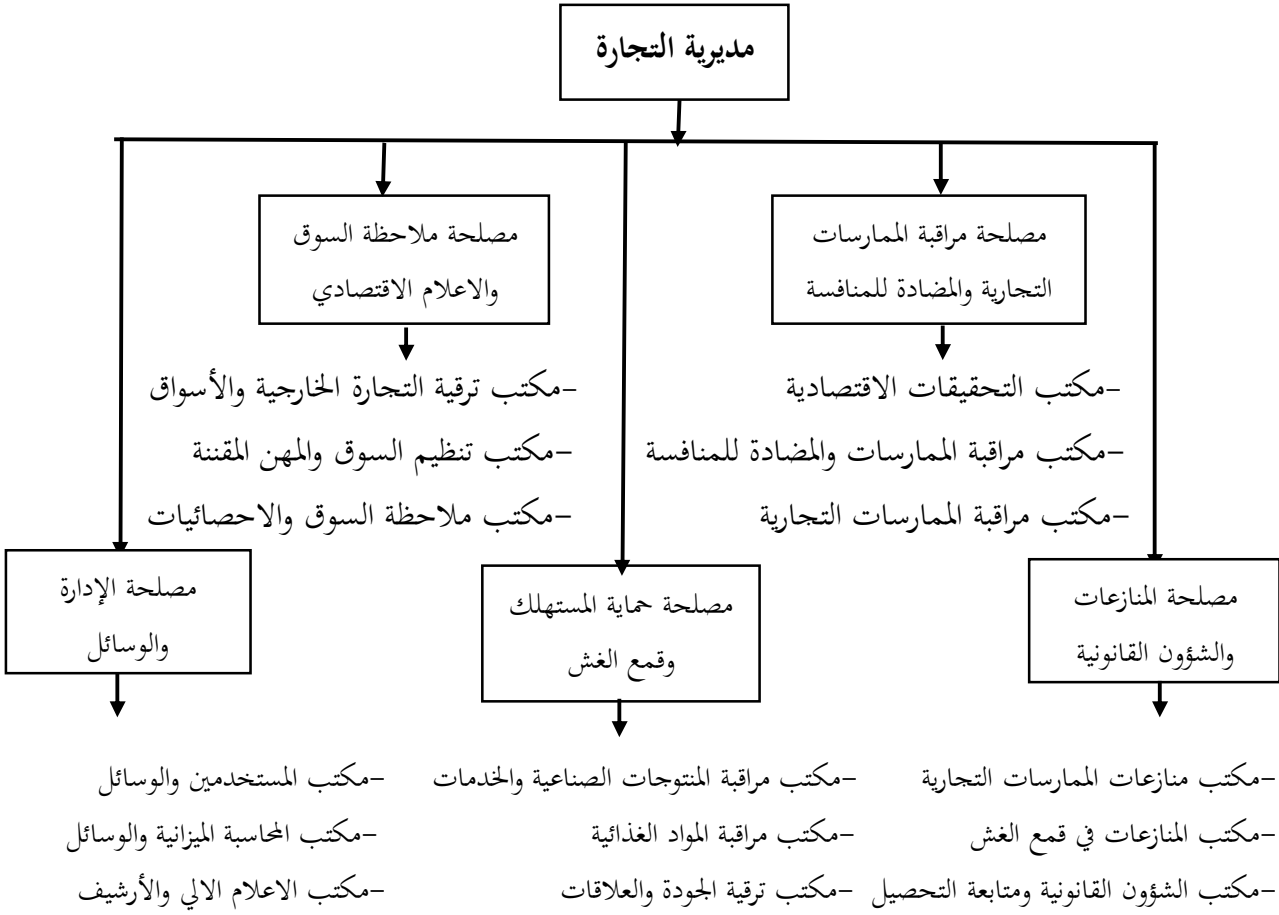 مديرية التجارة
مصلحة مراقبة الممارسات
التجارية والمضادة للمنافسة
مصلحة ملاحظة السوق
والاعلام الاقتصادي
-مكتب التحقيقات الاقتصادية
-مكتب مراقبة الممارسات والمضادة للمنافسة
-مكتب مراقبة الممارسات التجارية
-مكتب ترقية التجارة الخارجية والأسواق
-مكتب تنظيم السوق والمهن المقننة
-مكتب ملاحظة السوق والاحصائيات
مصلحة المنازعات
والشؤون القانونية
مصلحة حماية المستهلك
وقمع الغش
مصلحة الإدارة
والوسائل
-مكتب منازعات الممارسات التجارية
-مكتب المنازعات في قمع الغش
-مكتب الشؤون القانونية ومتابعة التحصيل
-مكتب مراقبة المنتوجات الصناعية والخدمات
-مكتب مراقبة المواد الغذائية
-مكتب ترقية الجودة والعلاقات
-مكتب المستخدمين والوسائل
-مكتب المحاسبة الميزانية والوسائل
-مكتب الاعلام الالي والأرشيف